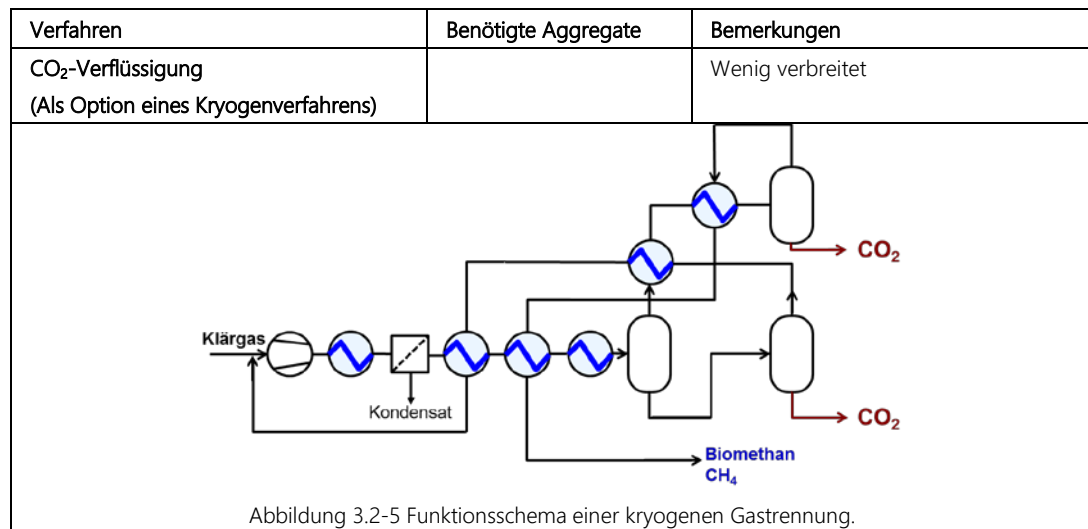 Verfahren
Benötigte Aggregate
Bemerkungen
CO₂-Verflüssigung
(Als Option eines Kryogenverfahrens)
Wenig verbreitet
CO₂
Klärgas
Kondensat
CO₂
Biomethan
CH₄
Abbildung 3.2-5 Funktionsschema einer kryogenen Gastrennung.